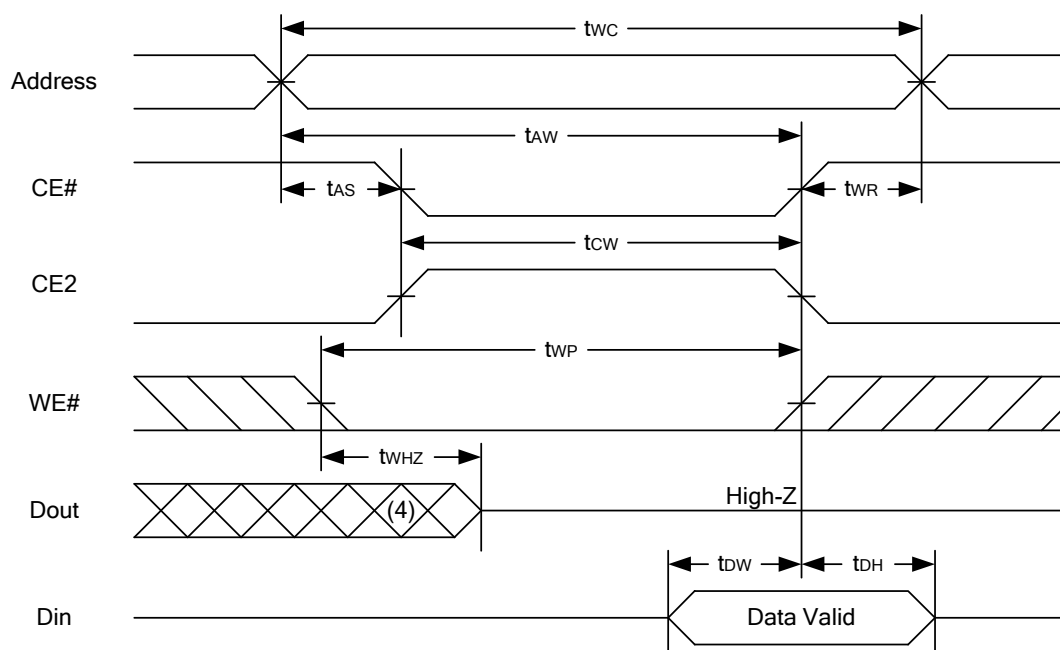 tWC
Address
tAW
CE#
tAS
tWR
tCW
CE2
tWP
WE#
tWHZ
Dout
(4)
High-Z
tDW
tDH
Din
Data Valid